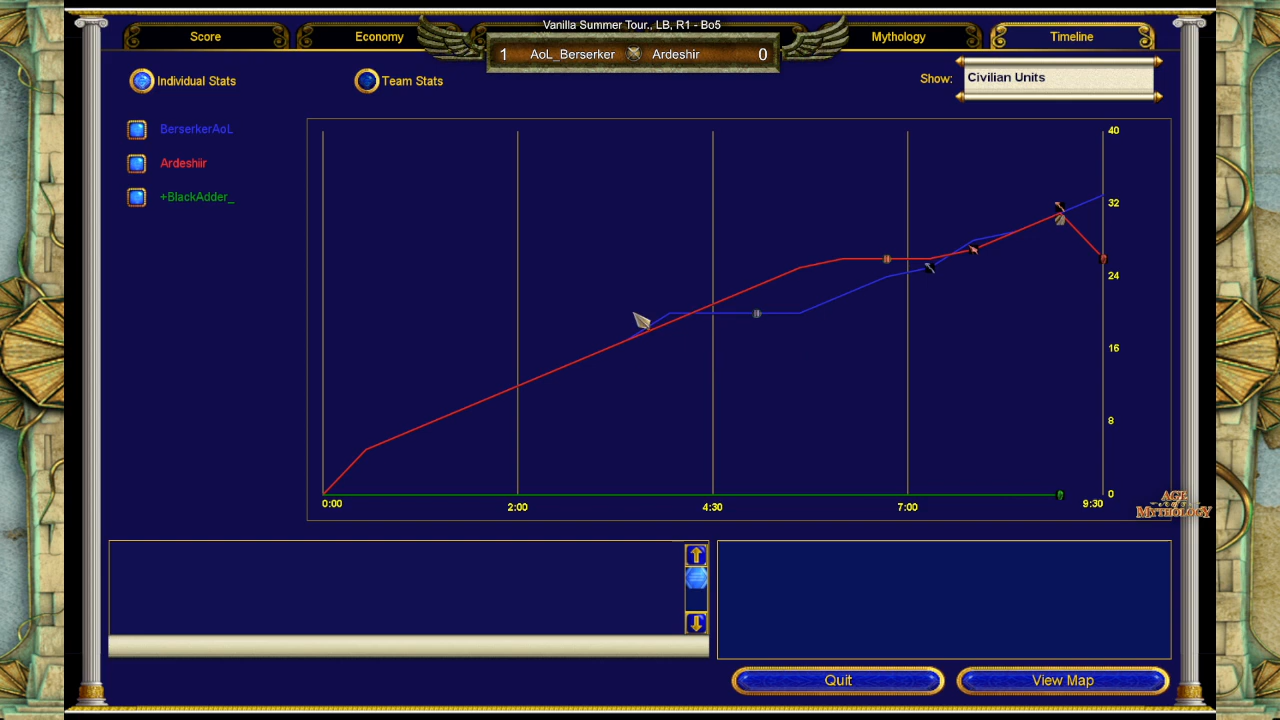 Vanilla Summer Tour., LB, R1 - Bo5
Score
Economy
1 AoL_Berserker Ardeshir 0
Mythology
Timeline
Individual Stats
Team Stats
Show:
Civilian Units
BerserkerAoL
Ardeshiir
+BlackAdder_
40
32
24
16
8
0
0:00
2:00
4:30
7:00
9:30
AGE
of
MYTHOLOGY
Quit
View Map